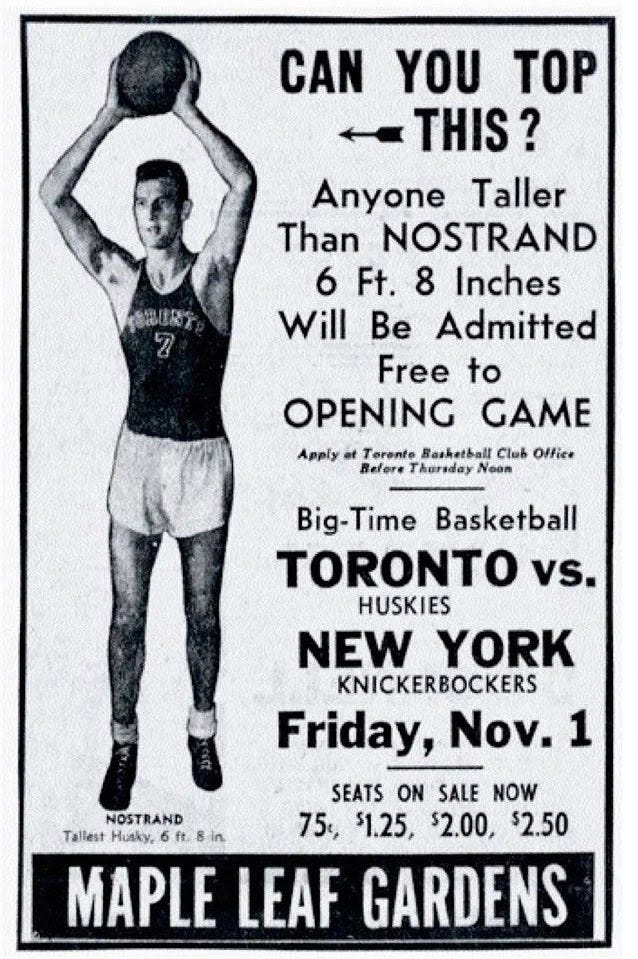 CAN YOU TOP
THIS?
Anyone Taller
Than NOSTRAND
6 Ft. 8 Inches
Will Be Admitted
Free to
OPENING GAME
Apply at Toronto Basketball Club Office
Before Thursday Noon
Big-Time Basketball
TORONTO vs.
HUSKIES
NEW YORK
KNICKERBOCKERS
Friday, Nov. 1
SEATS ON SALE NOW
75¢, $1.25, $2.00, $2.50
TORONTO
7
NOSTRAND
Tallest Husky, 6 ft. 8 in.
MAPLE LEAF GARDENS